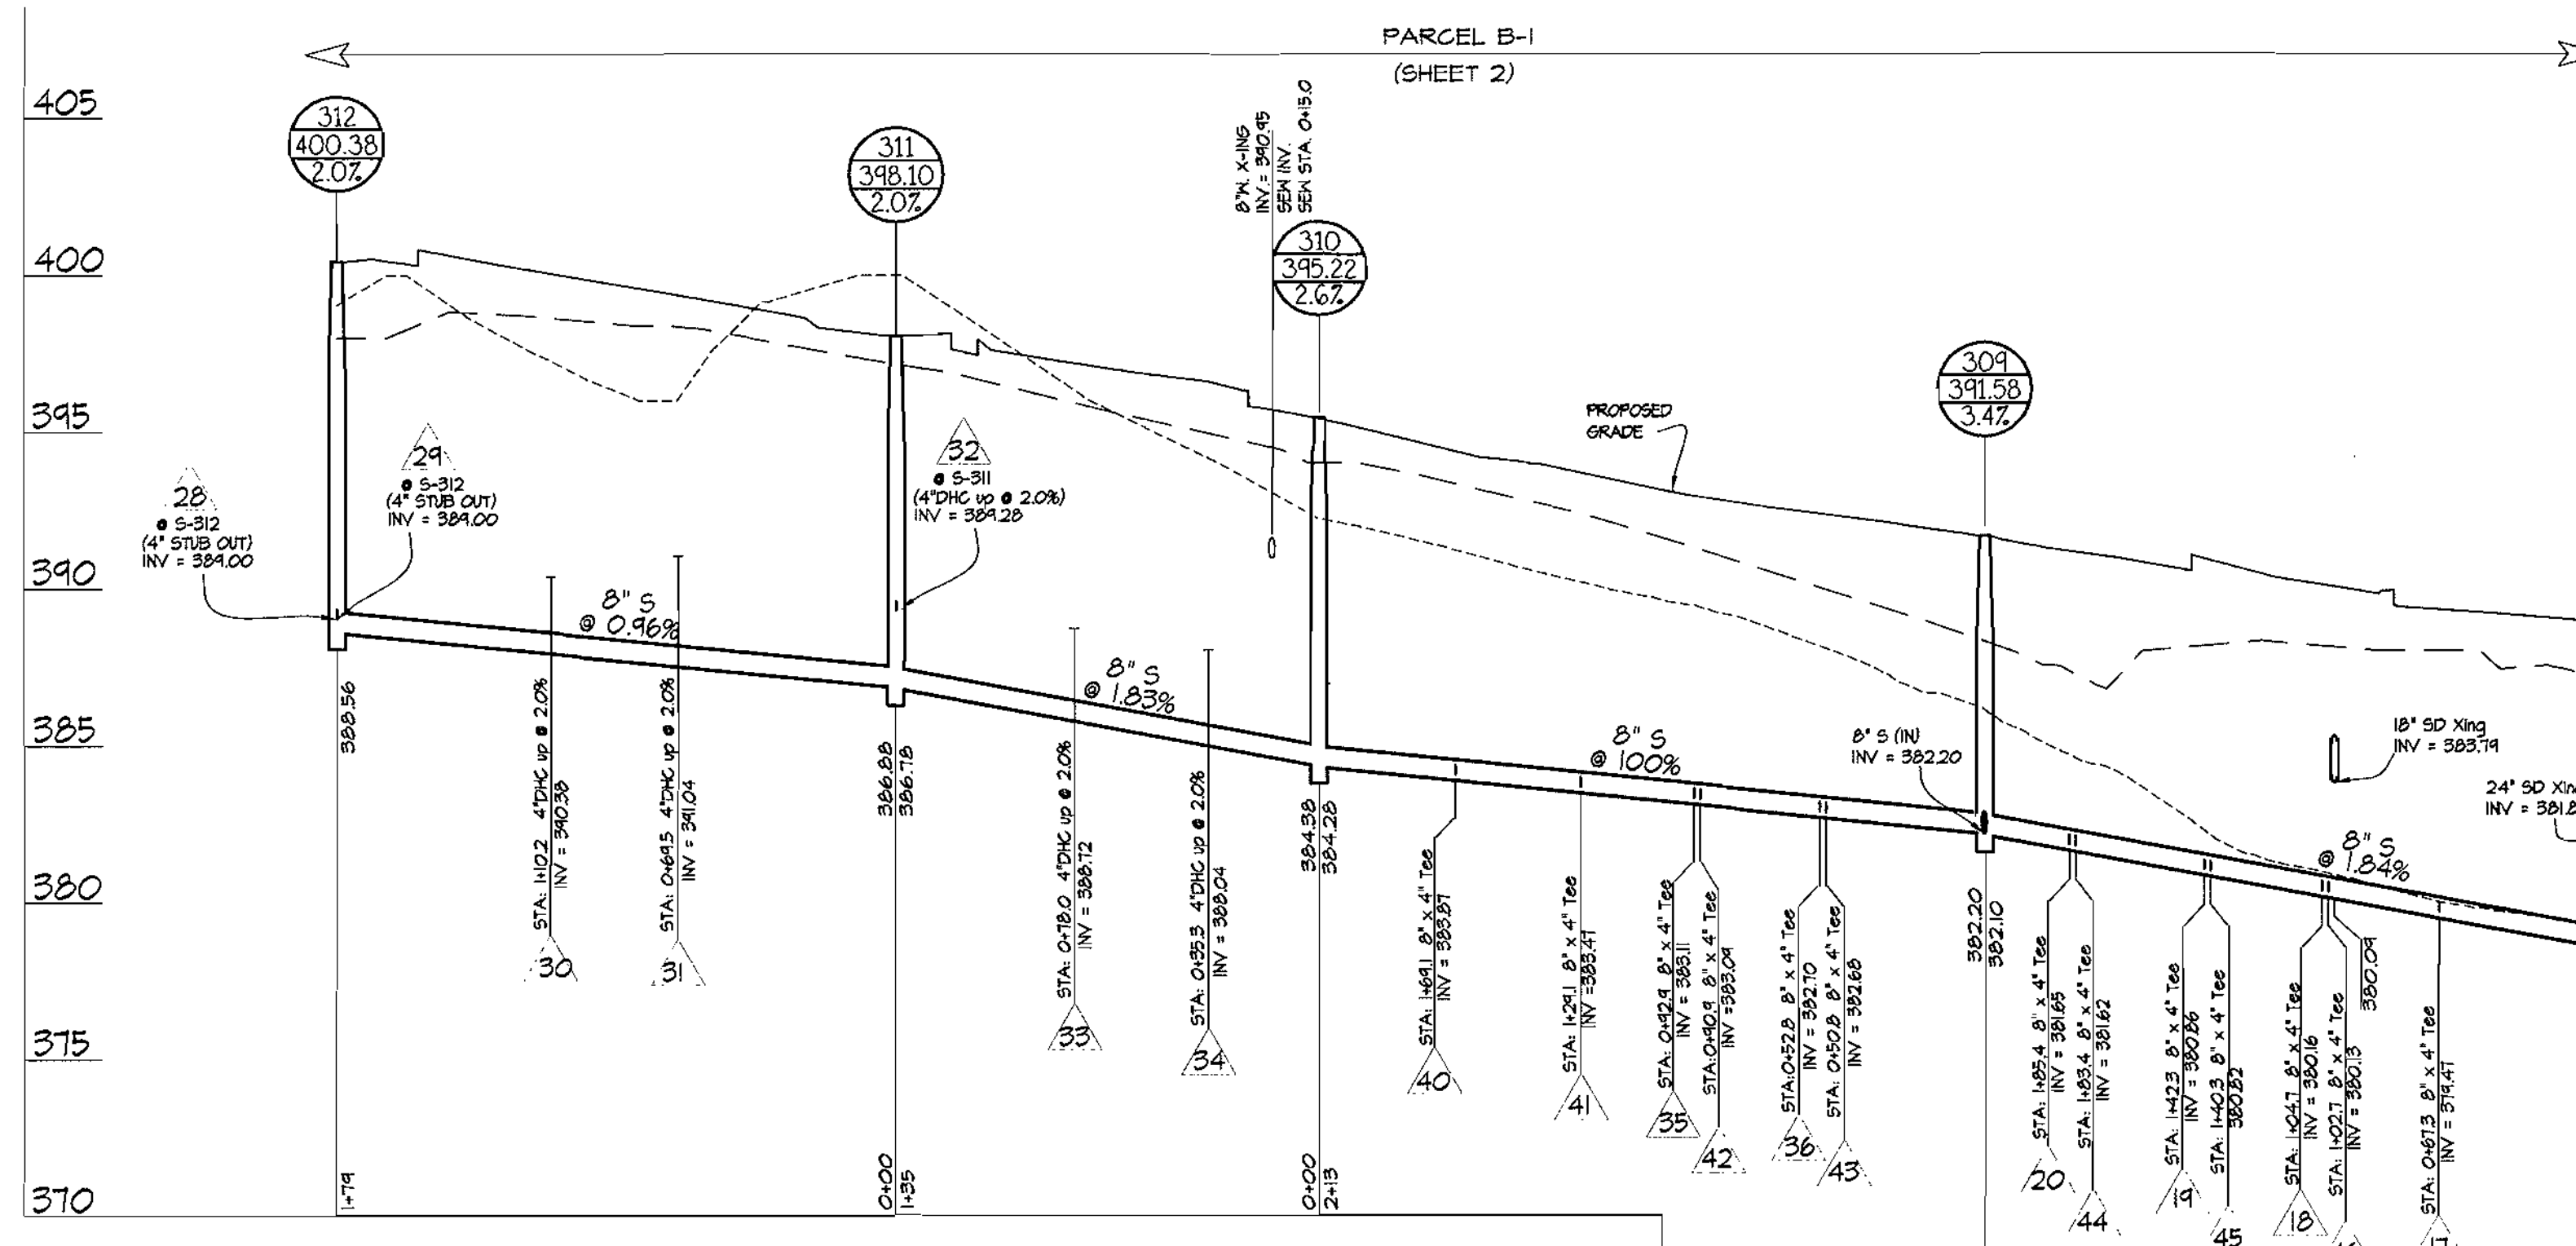 PARCEL B-1
(SHEET 2)
405
400
395
390
385
380
375
370
312
400.38
2.0%
311
398.10
2.0%
8"W. X-ING
INV. = 390.95
SEW INV.
SEW STA. 0+15.0
310
395.22
2.6%
309
391.58
3.4%
PROPOSED
GRADE
28
@ S-312
(4" STUB OUT)
INV = 389.00
29
@ S-312
(4" STUB OUT)
INV = 389.00
32
@ S-311
(4"DHC up @ 2.0%)
INV = 389.28
8" S
@ 0.96%
8" S
@ 1.83%
8" S
@ 100%
8" S (IN)
INV = 382.20
8" S
@ 1.84%
18" SD Xing
INV = 383.79
24" SD
388.56
STA: 1+10.2 4"DHC up @ 2.0%
INV = 390.38
30
STA: 0+69.5 4"DHC up @ 2.0%
INV = 391.04
31
386.88
386.78
STA: 0+78.0 4"DHC up @ 2.0%
INV = 388.72
33
STA: 0+35.3 4"DHC up @ 2.0%
INV = 388.04
34
384.38
384.28
STA: 1+69.1 8" x 4" Tee
INV = 383.87
40
STA: 1+29.1 8" x 4" Tee
INV =383.47
41
STA: 0+92.9 8" x 4" Tee
INV = 383.11
35
STA:0+90.9 8" x 4" Tee
INV =383.09
42
STA:0+52.8 8" x 4" Tee
INV = 382.70
36
STA: 0+50.8 8" x 4" Tee
INV = 382.68
43
382.20
382.10
STA: 1+85.4 8" x 4" Tee
INV = 381.65
20
STA: 1+83.4 8" x 4" Tee
INV = 381.62
44
STA: 1+42.3 8" x 4" Tee
INV = 380.86
19
STA: 1+40.3 8" x 4" Tee
380.82
45
STA: 1+04.7 8" x 4" Tee
INV = 380.16
18
STA: 1+02.7 8" x 4" Tee
INV = 380.13
380.09
STA: 0+67.3 8" x 4" Tee
INV = 379.47
17
1+79
0+00
1+35
0+00
2+13